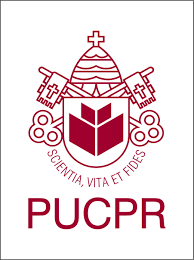 SCIENTIA, VITA ET FIDES
PUCPR